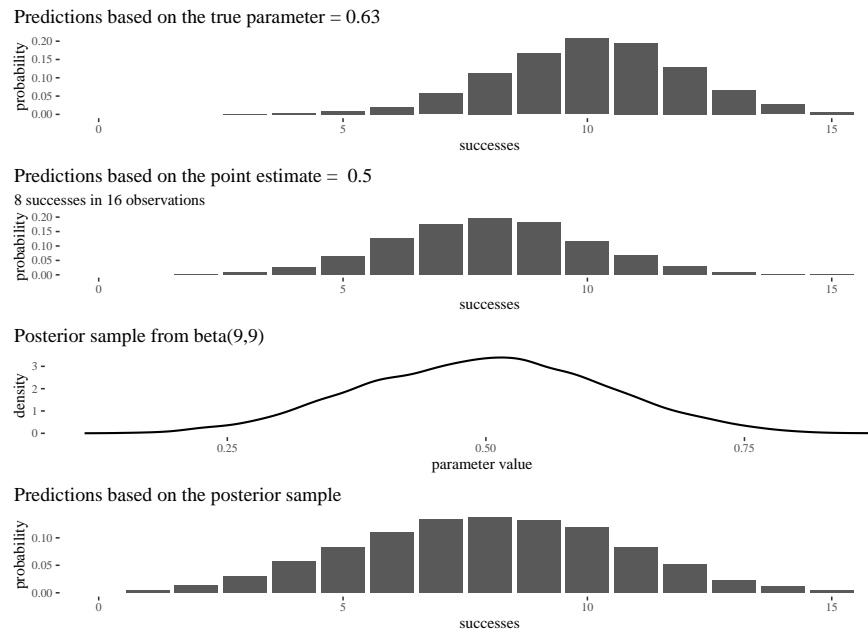 Predictions based on the true parameter = 0.63
0.20
0.15
0.10
0.05
0.00
probability
0
5
10
15
successes
Predictions based on the point estimate =  0.5
8 successes in 16 observations
0.20
0.15
0.10
0.05
0.00
probability
0
5
10
15
successes
Posterior sample from beta(9,9)
3
2
1
0
density
0.25
0.50
0.75
parameter value
Predictions based on the posterior sample
0.10
0.05
0.00
probability
0
5
10
15
successes